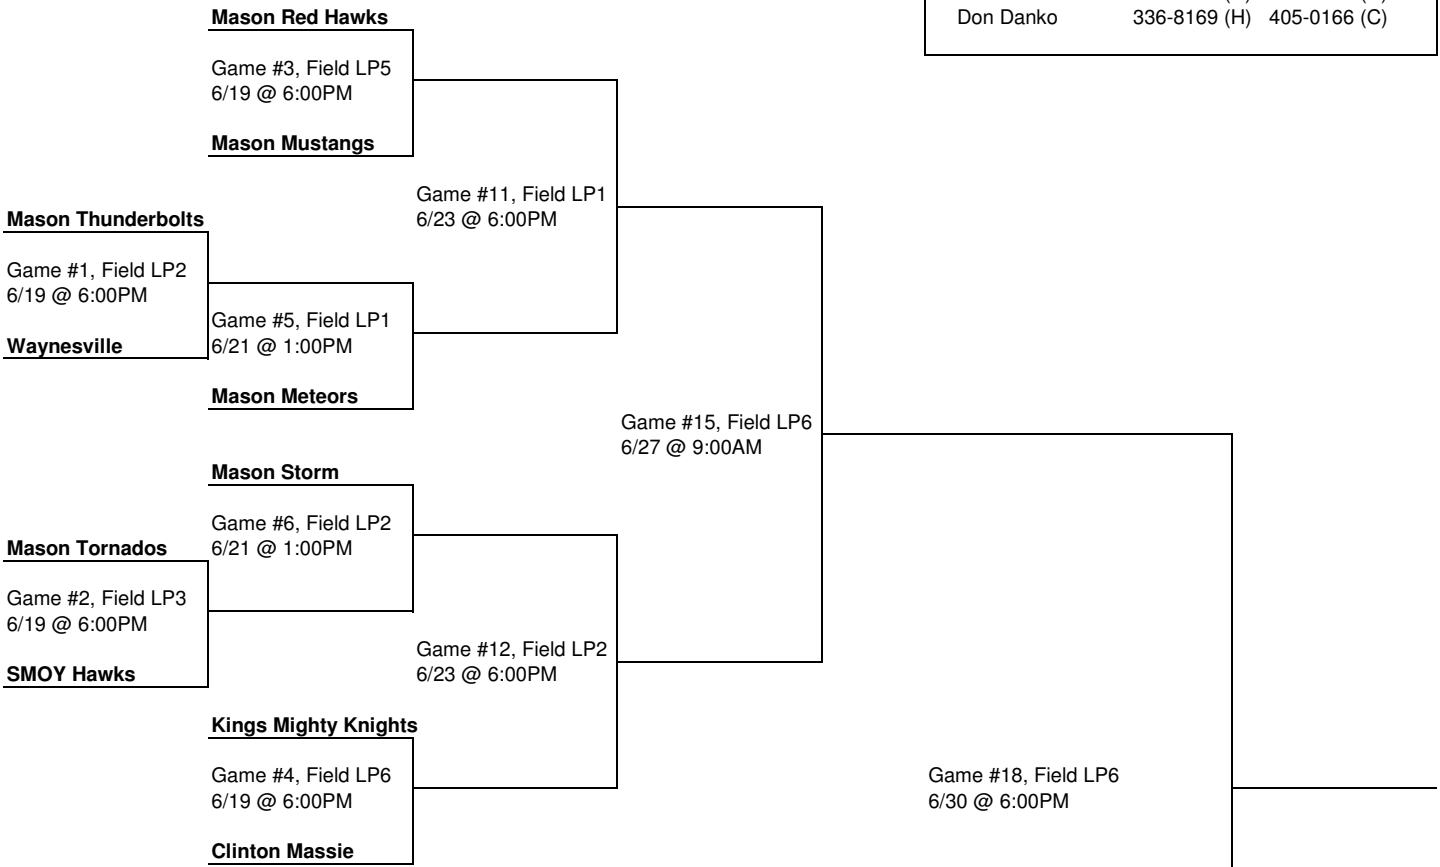 Mason Red Hawks
Don Danko 336-8169 (H) 405-0166 (C)
Game #3, Field LP5
6/19 @ 6:00PM
Mason Mustangs
Game #11, Field LP1
6/23 @ 6:00PM
Mason Thunderbolts
Game #1, Field LP2
6/19 @ 6:00PM
Waynesville
Game #5, Field LP1
6/21 @ 1:00PM
Mason Meteors
Game #15, Field LP6
6/27 @ 9:00AM
Mason Storm
Game #6, Field LP2
6/21 @ 1:00PM
Mason Tornados
Game #2, Field LP3
6/19 @ 6:00PM
SMOY Hawks
Game #12, Field LP2
6/23 @ 6:00PM
Kings Mighty Knights
Game #4, Field LP6
6/19 @ 6:00PM
Clinton Massie
Game #18, Field LP6
6/30 @ 6:00PM